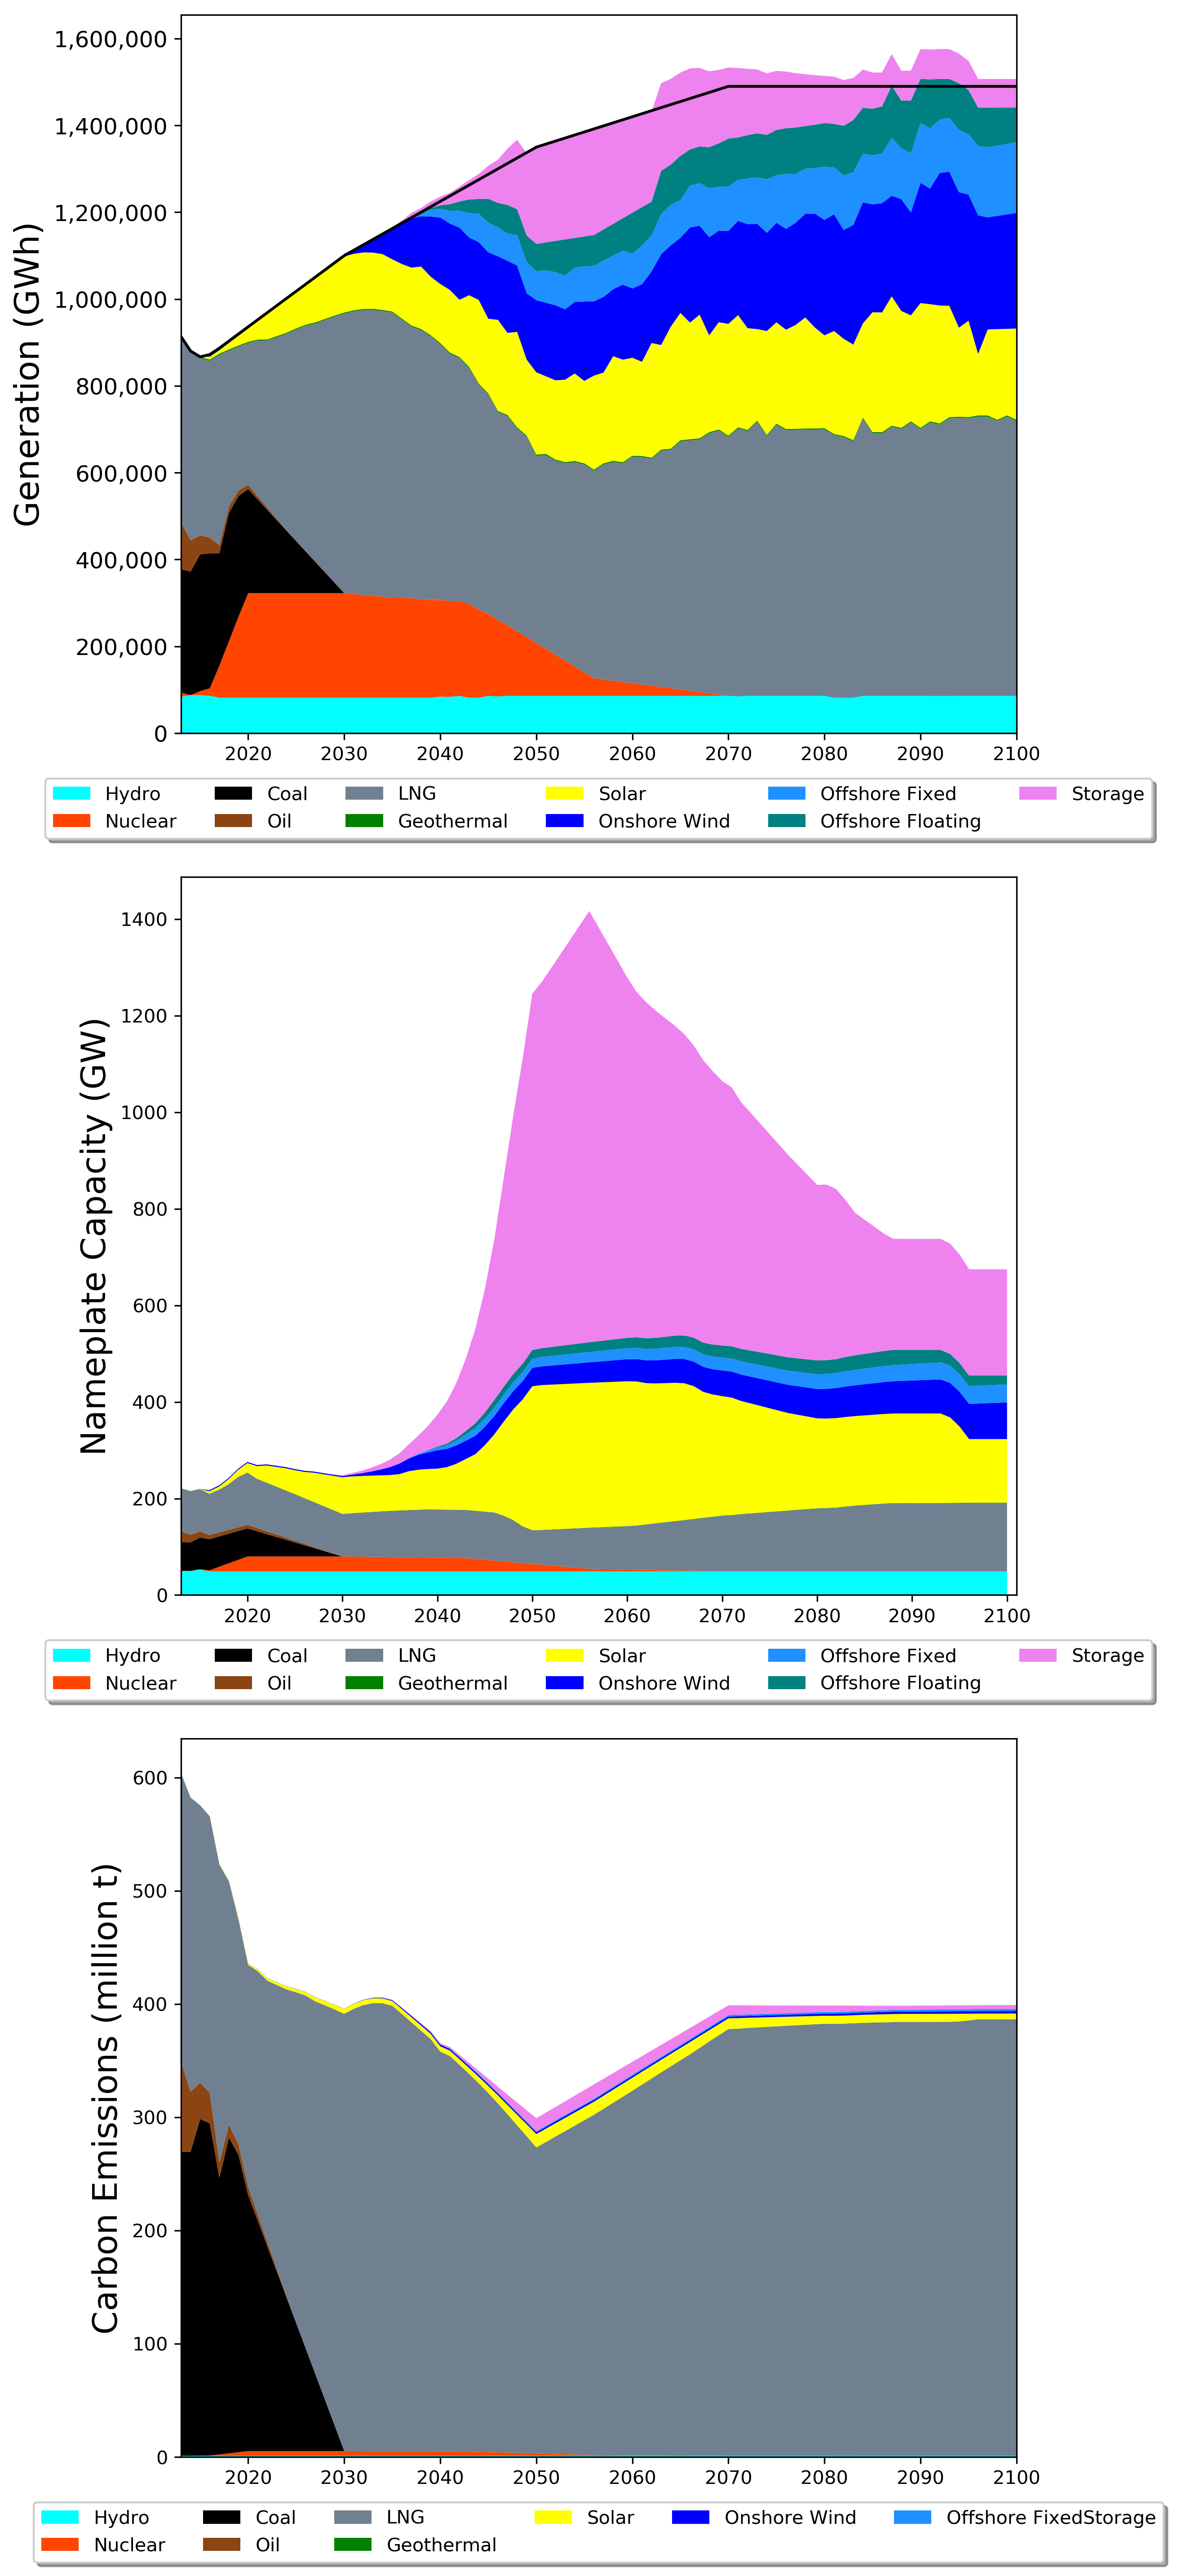 Generation (GWh)
1,600,000
1,400,000
1,200,000
1,000,000
800,000
600,000
400,000
200,000
0
2020 2030 2040 2050 2060 2070 2080 2090 2100
Hydro Coal LNG Solar Offshore Fixed Storage
Nuclear Oil Geothermal Onshore Wind Offshore Floating
Nameplate Capacity (GW)
1400
1200
1000
800
600
400
200
0
2020 2030 2040 2050 2060 2070 2080 2090 2100
Hydro Coal LNG Solar Offshore Fixed Storage
Nuclear Oil Geothermal Onshore Wind Offshore Floating
Carbon Emissions (million t)
600
500
400
300
200
100
0
2020 2030 2040 2050 2060 2070 2080 2090 2100
Hydro Coal LNG Solar Onshore Wind Offshore FixedStorage
Nuclear Oil Geothermal